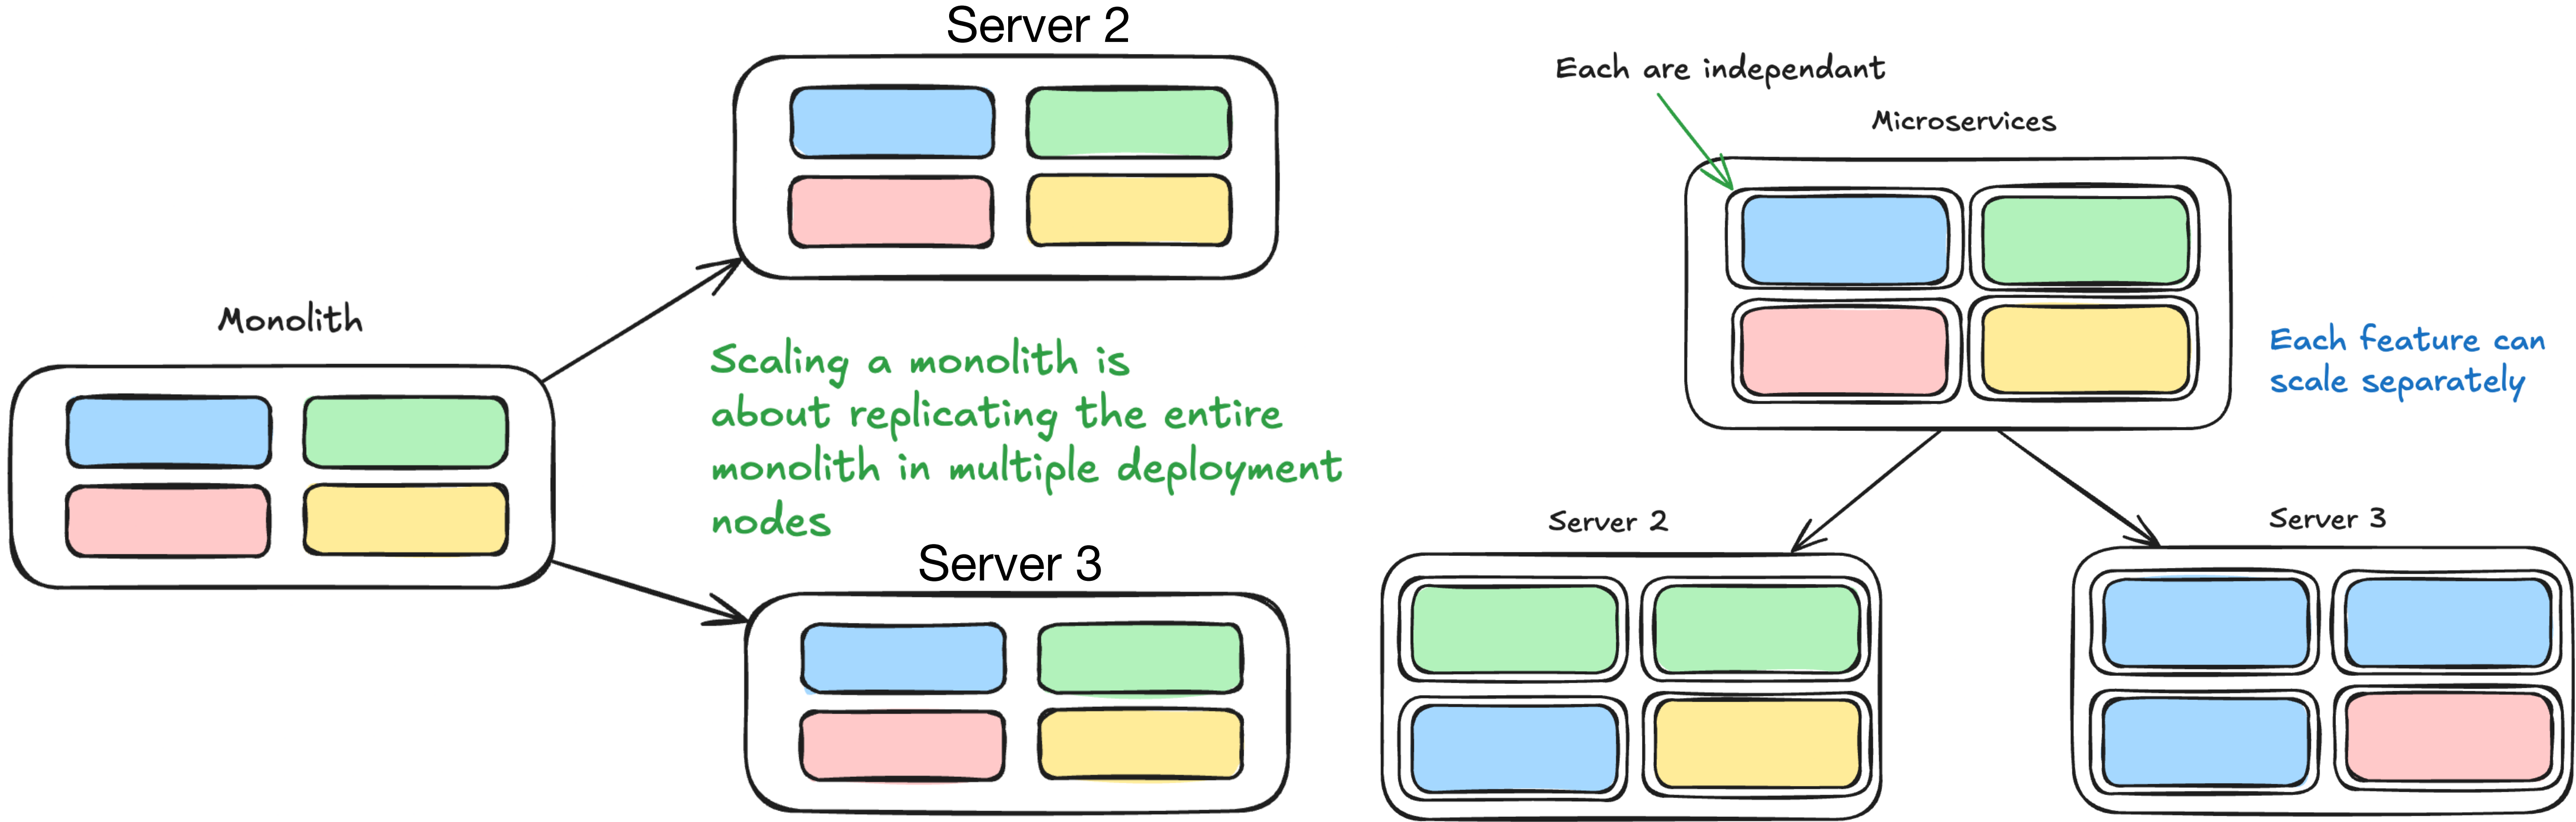 Server 2
Monolith
Scaling a monolith is
about replicating the entire
monolith in multiple deployment
nodes
Server 3
Each are independant
Microservices
Each feature can
scale separately
Server 2
Server 3